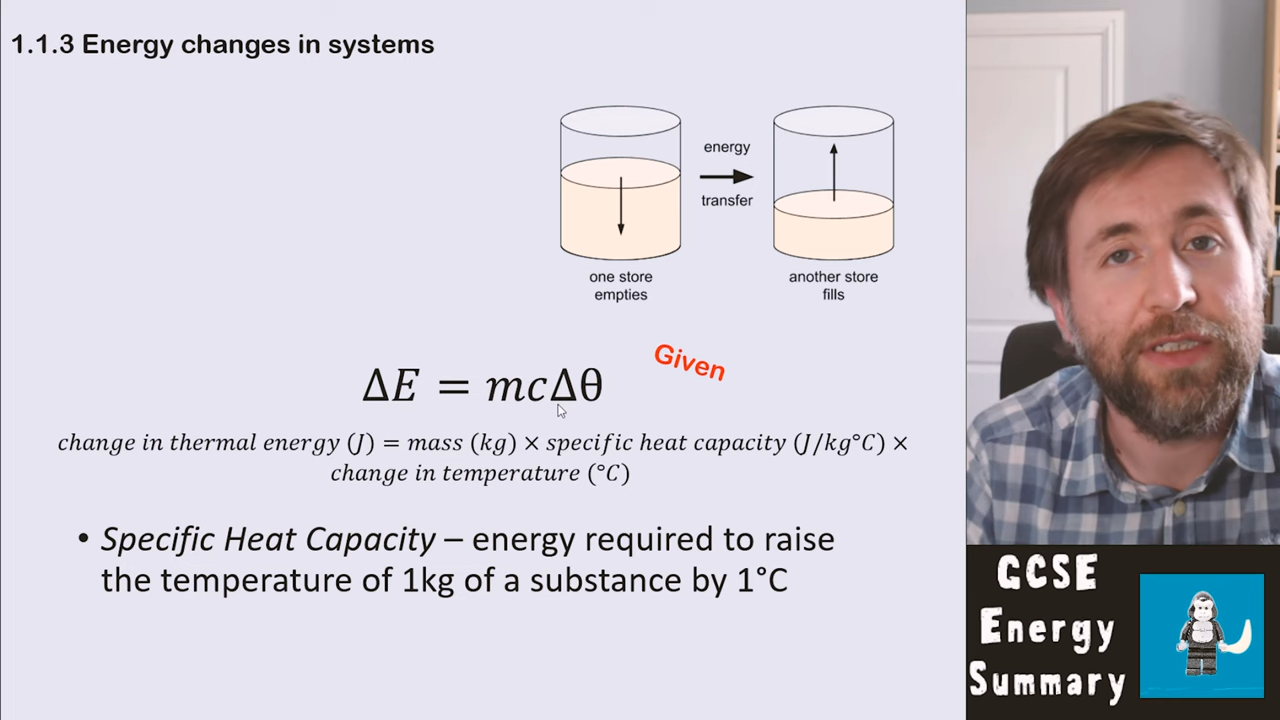 1.1.3 Energy changes in systems
energy
transfer
one store
empties
another store
fills
Given
ΔE = mcΔθ
change in thermal energy (J) = mass (kg) × specific heat capacity (J/kg°C) ×
change in temperature (°C)
• Specific Heat Capacity – energy required to raise
the temperature of 1kg of a substance by 1°C
GCSE
Energy
Summary